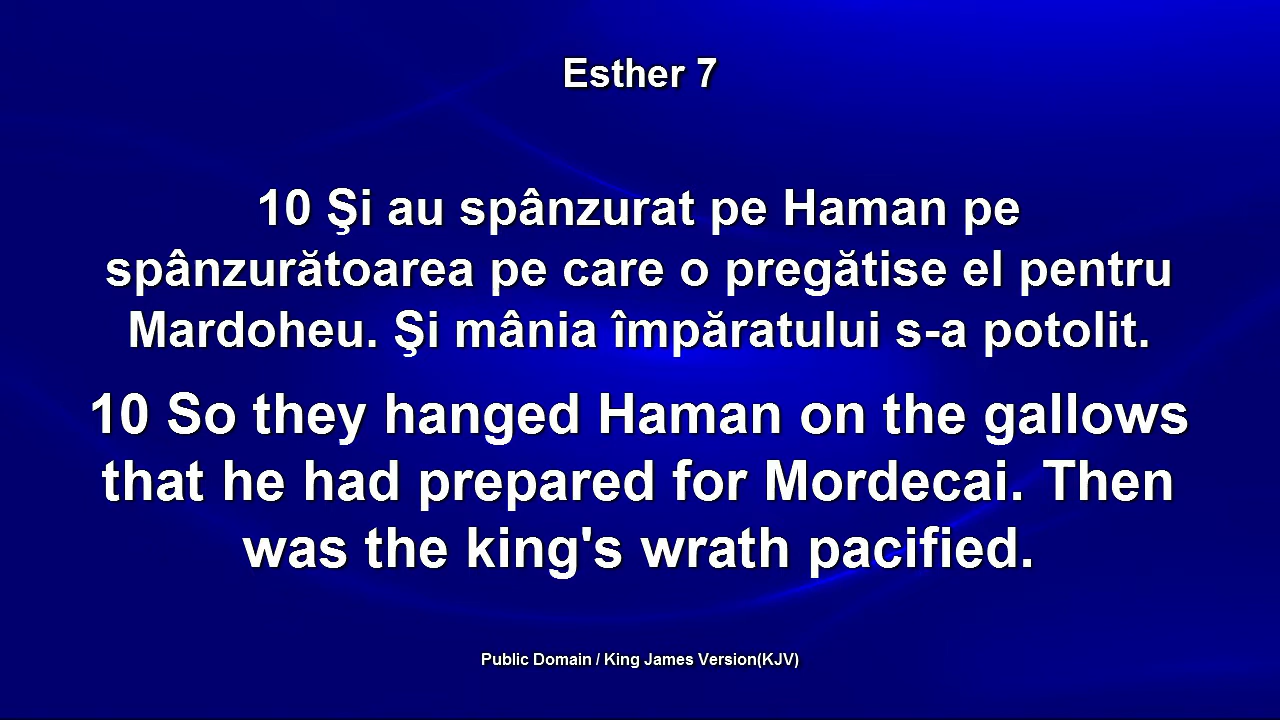 Esther 7
10 Şi au spânzurat pe Haman pe
spânzurătoarea pe care o pregătise el pentru
Mardoheu. Şi mânia împăratului s-a potolit.
10 So they hanged Haman on the gallows
that he had prepared for Mordecai. Then
was the king's wrath pacified.
Public Domain / King James Version(KJV)